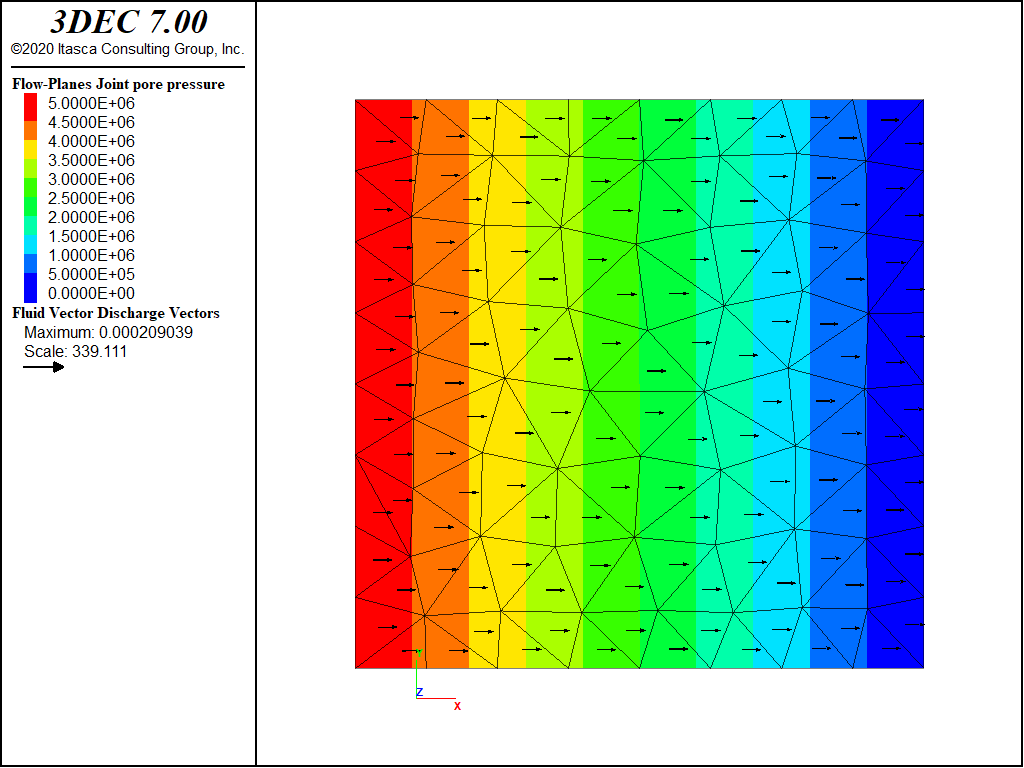 3DEC 7.00
©2020 Itasca Consulting Group, Inc.
Flow-Planes Joint pore pressure
5.0000E+06
4.5000E+06
4.0000E+06
3.5000E+06
3.0000E+06
2.5000E+06
2.0000E+06
1.5000E+06
1.0000E+06
5.0000E+05
0.0000E+00
Fluid Vector Discharge Vectors
Maximum: 0.000209039
Scale: 339.111
Z
X